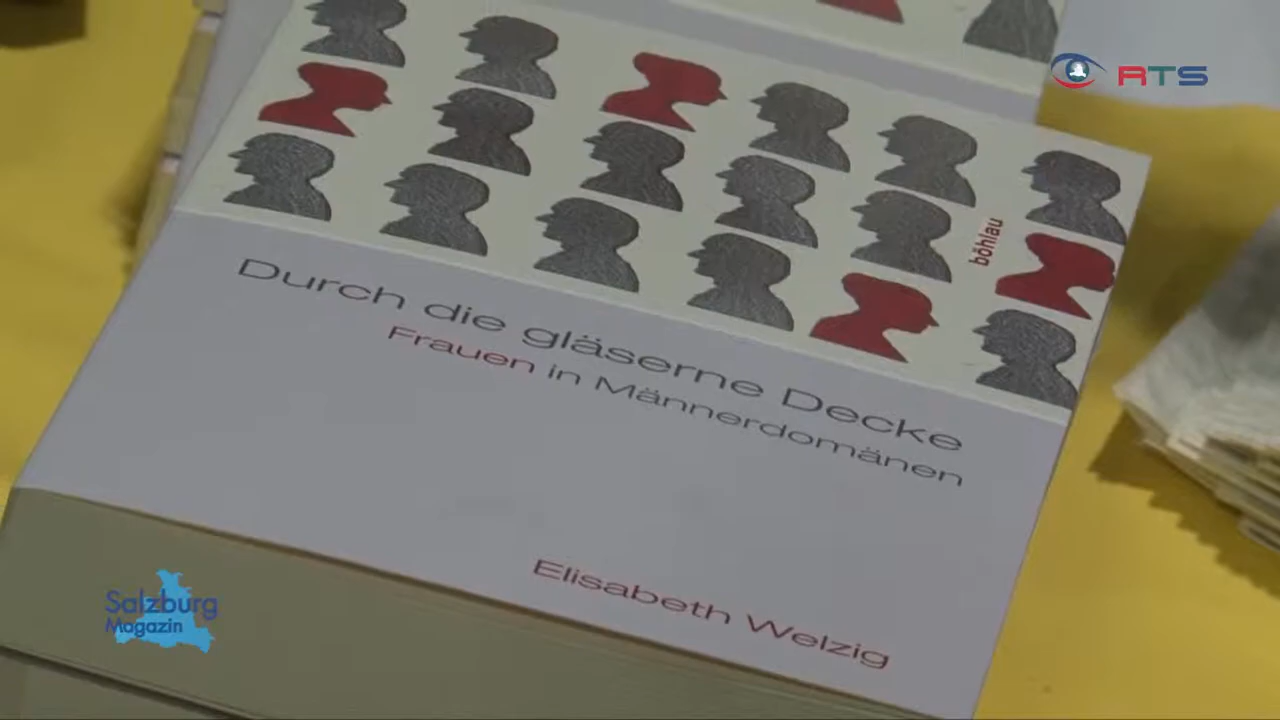 RTS
böhlau
Durch die gläserne Decke
Frauen in Männerdomänen
Elisabeth Welzig
Salzburg
Magazin